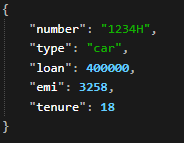 {
    "number": "1234H",
    "type": "car",
    "loan": 400000,
    "emi": 3258,
    "tenure": 18
}